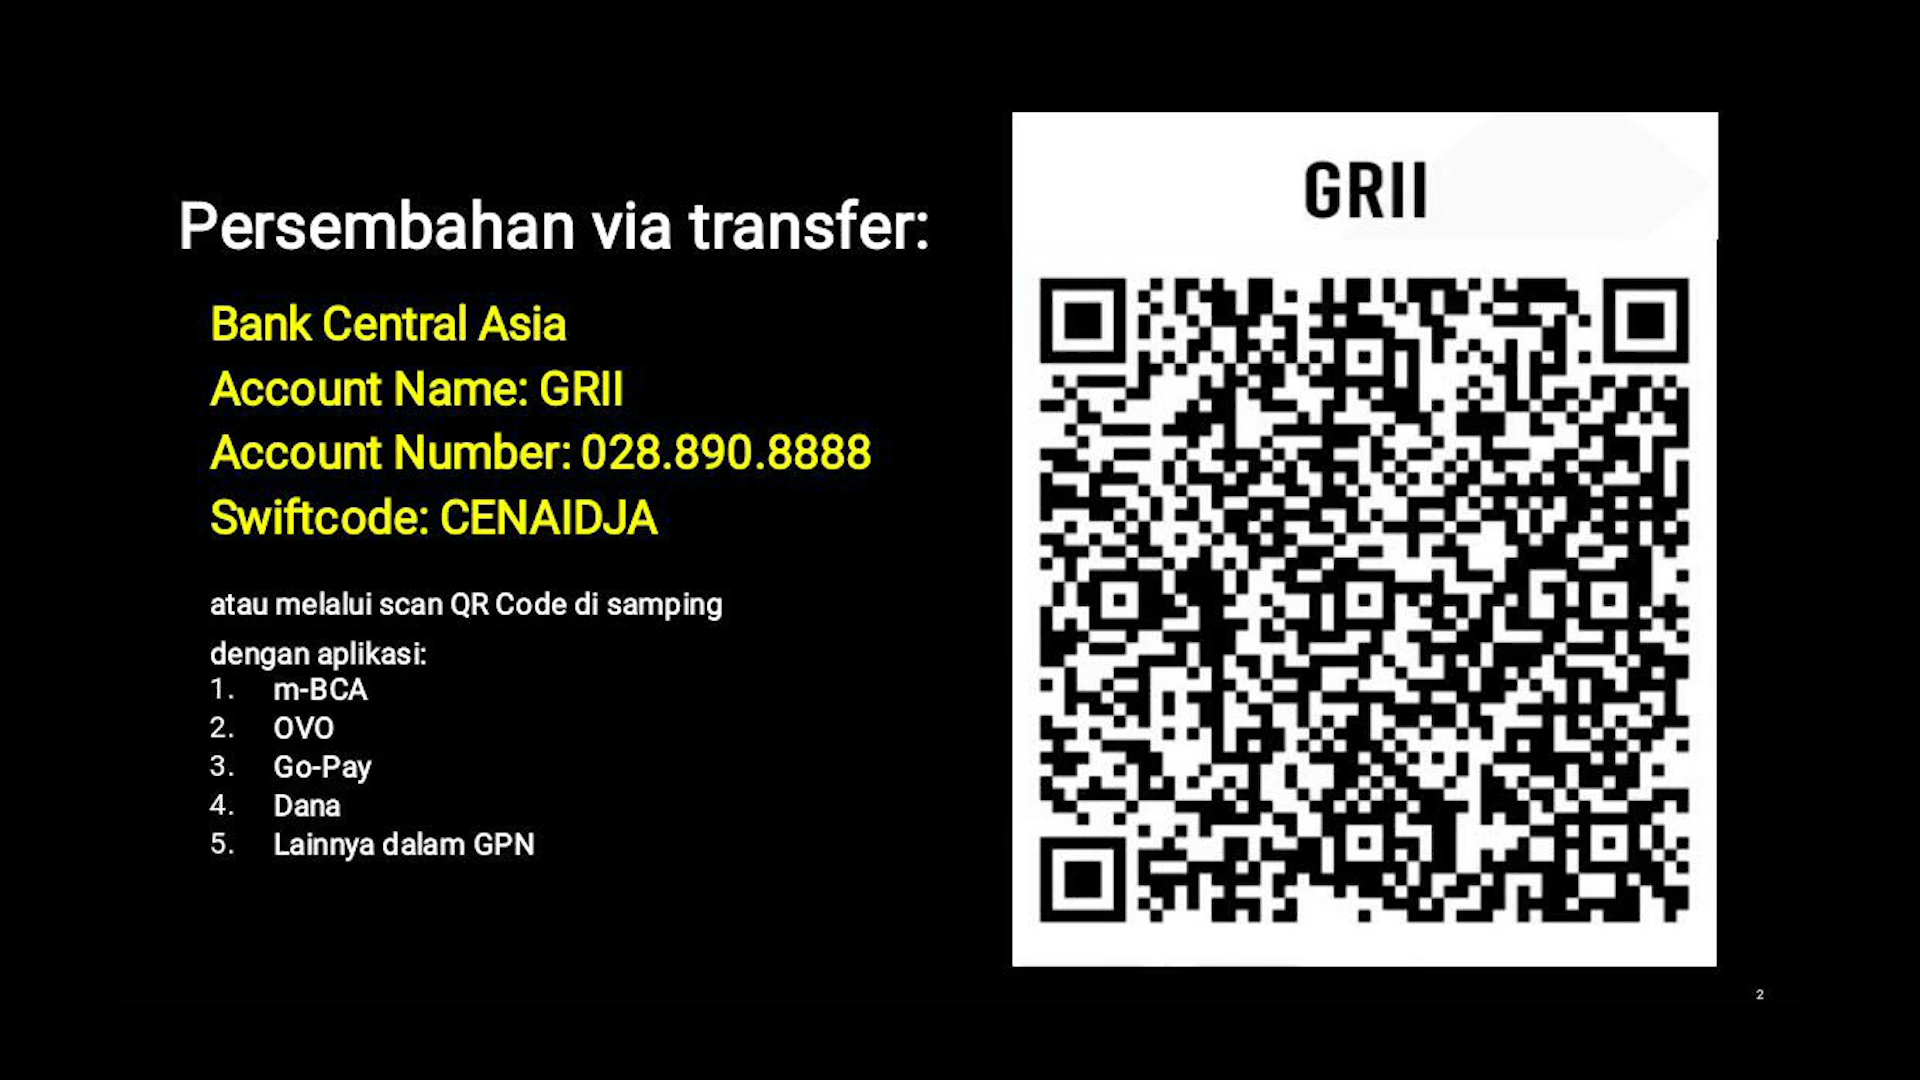 Persembahan via transfer:
Bank Central Asia
Account Name: GRII
Account Number: 028.890.8888
Swiftcode: CENAIDJA
atau melalui scan QR Code di samping
dengan aplikasi:
1. m-BCA
2. OVO
3. Go-Pay
4. Dana
5. Lainnya dalam GPN
GRII
2